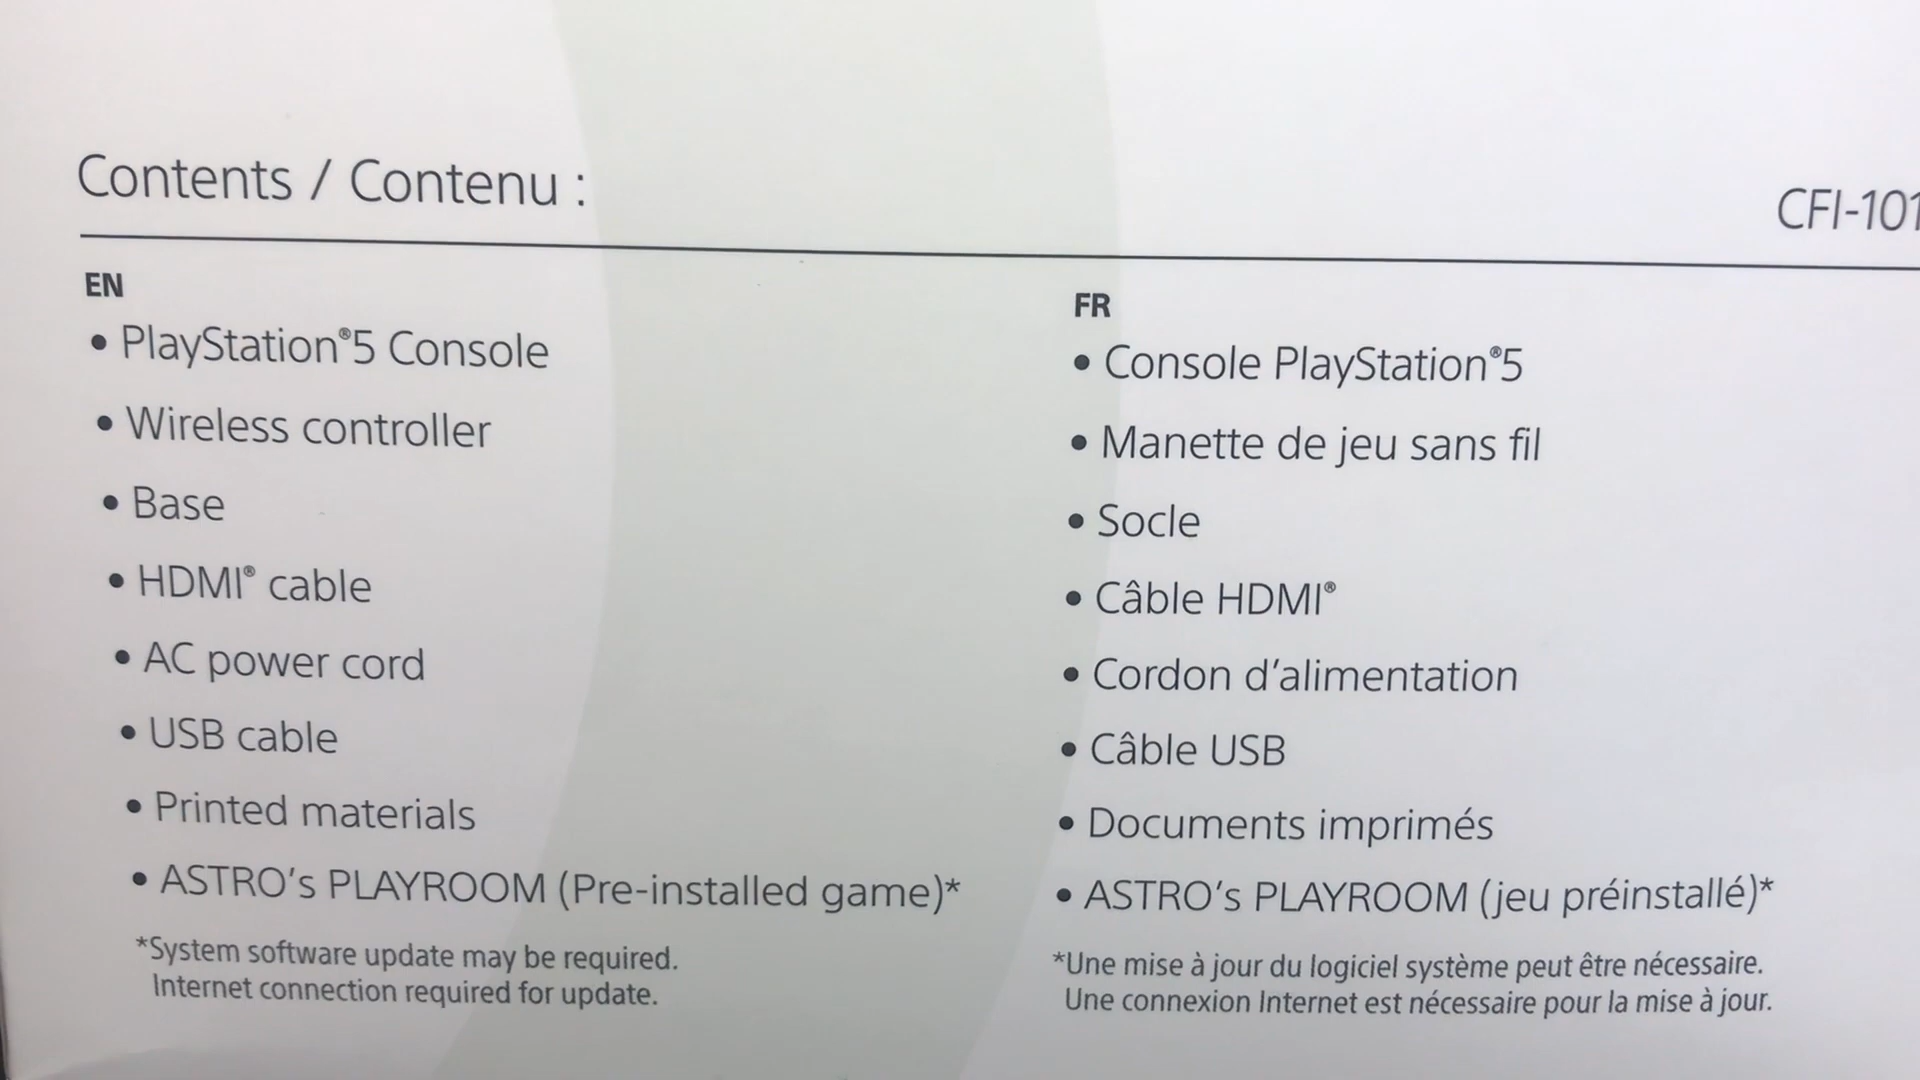 Contents / Contenu :
CFI-101
EN
• PlayStation®5 Console
• Wireless controller
• Base
• HDMI® cable
• AC power cord
• USB cable
• Printed materials
• ASTRO's PLAYROOM (Pre-installed game)*
*System software update may be required.
Internet connection required for update.
FR
• Console PlayStation®5
• Manette de jeu sans fil
• Socle
• Câble HDMI®
• Cordon d'alimentation
• Câble USB
• Documents imprimés
• ASTRO's PLAYROOM (jeu préinstallé)*
*Une mise à jour du logiciel système peut être nécessaire.
Une connexion Internet est nécessaire pour la mise à jour.